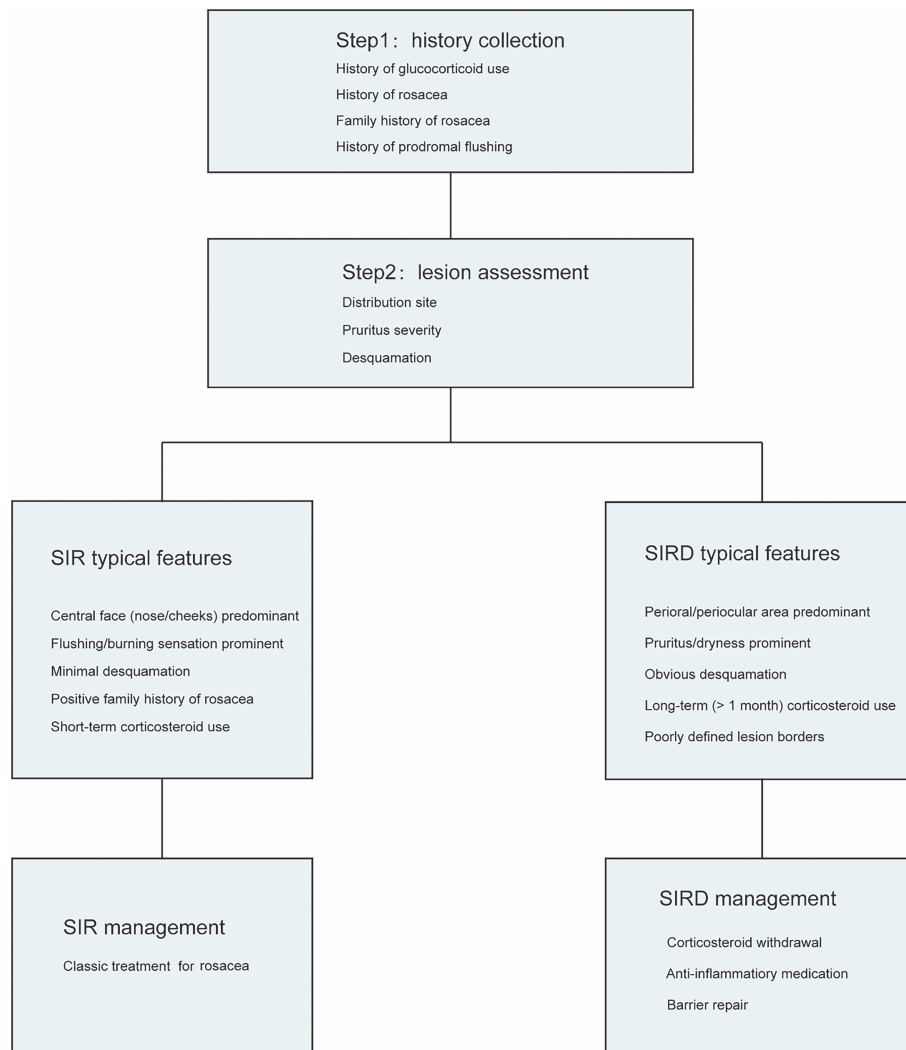 Step1: history collection
History of glucocorticoid use
History of rosacea
Family history of rosacea
History of prodromal flushing
Step2: lesion assessment
Distribution site
Pruritus severity
Desquamation
SIR typical features
Central face (nose/cheeks) predominant
Flushing/burning sensation prominent
Minimal desquamation
Positive family history of rosacea
Short-term corticosteroid use
SIRD typical features
Perioral/periocular area predominant
Pruritus/dryness prominent
Obvious desquamation
Long-term (> 1 month) corticosteroid use
Poorly defined lesion borders
SIR management
Classic treatment for rosacea
SIRD management
Corticosteroid withdrawal
Anti-inflammatiory medication
Barrier repair